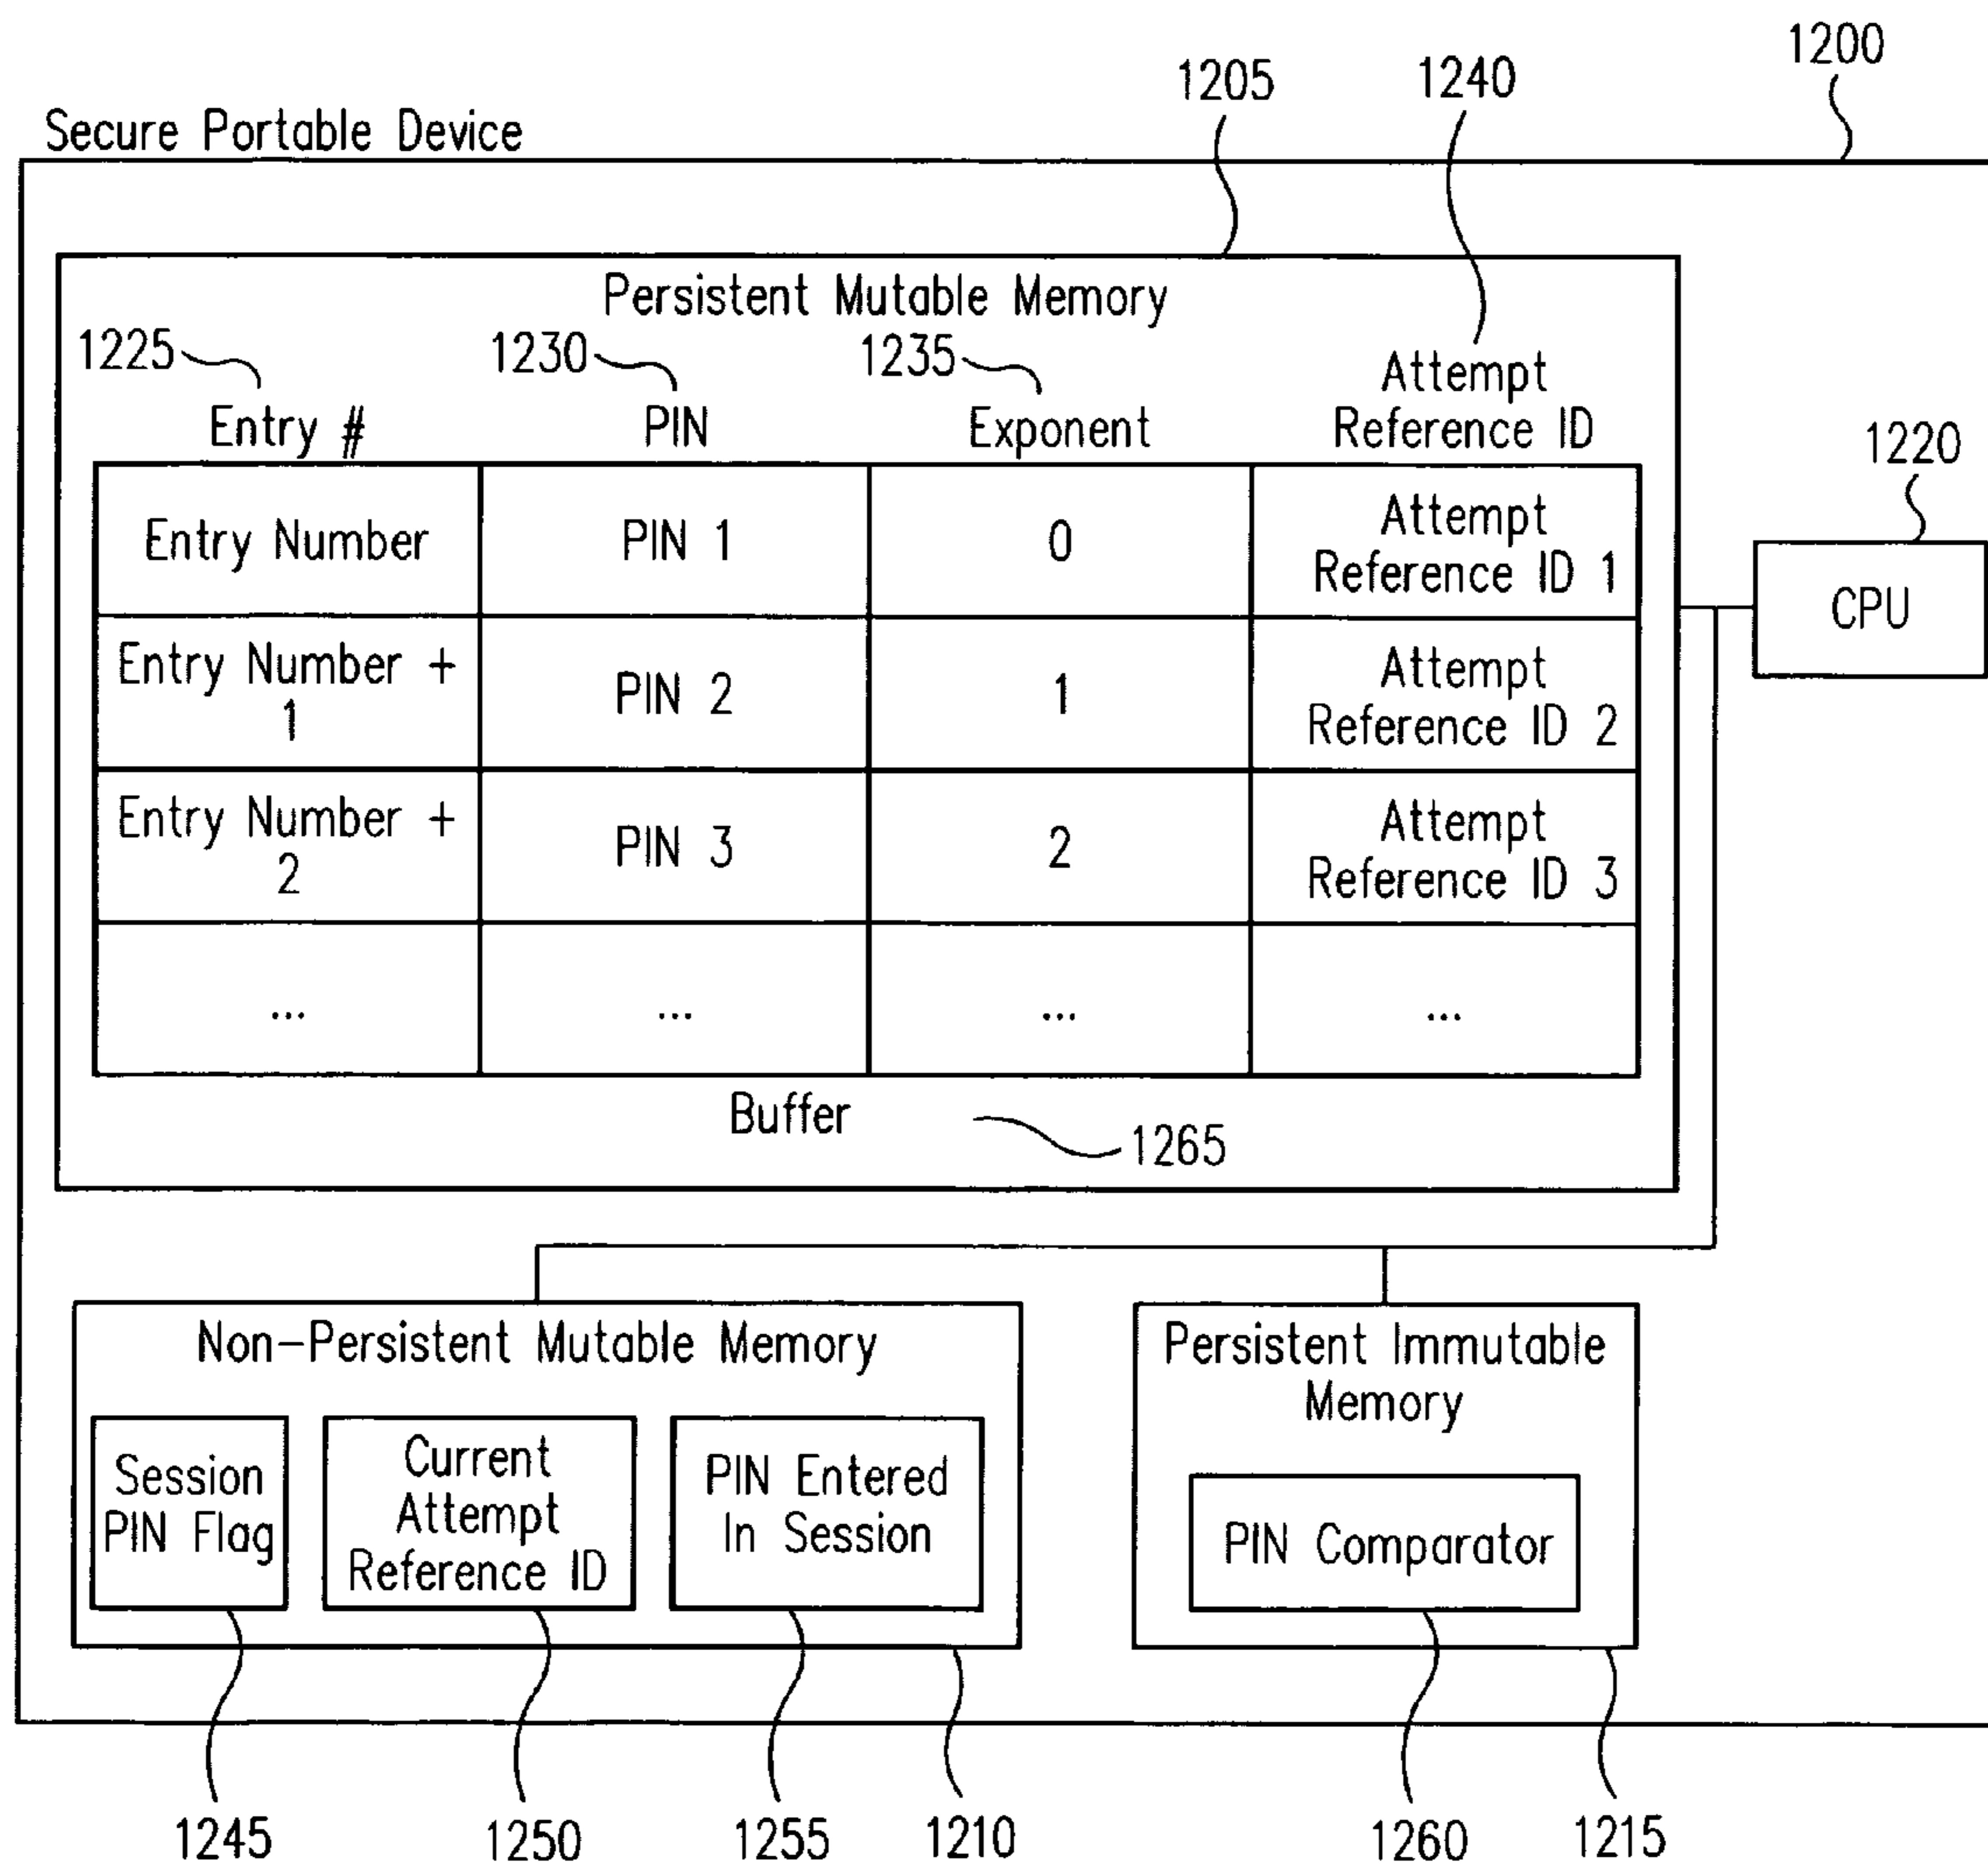 1200
1205
1240
Secure Portable Device
Persistent Mutable Memory
1225
1230
1235
Attempt
Reference ID
Entry #
PIN
Exponent
1220
CPU
Entry Number
PIN 1
0
Attempt
Reference ID 1
Entry Number +
1
PIN 2
1
Attempt
Reference ID 2
Entry Number +
2
PIN 3
2
Attempt
Reference ID 3
...
...
...
...
Buffer
1265
Non-Persistent Mutable Memory
Session
PIN Flag
Current
Attempt
Reference ID
PIN Entered
In Session
Persistent Immutable
Memory
PIN Comparator
1245
1250
1255
1210
1260
1215